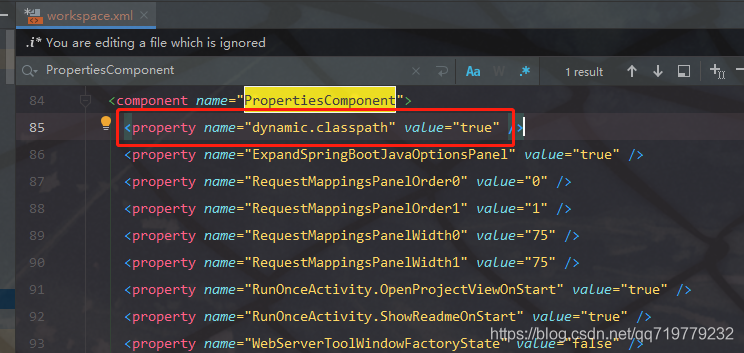 workspace.xml ×
.i* You are editing a file which is ignored
PropertiesComponent × Aa W .* 1 result
84 <component name="PropertiesComponent">
85 <property name="dynamic.classpath" value="true" />
86 <property name="ExpandSpringBootJavaOptionsPanel" value="true" />
87 <property name="RequestMappingsPanelOrder0" value="0" />
88 <property name="RequestMappingsPanelOrder1" value="1" />
89 <property name="RequestMappingsPanelWidth0" value="75" />
90 <property name="RequestMappingsPanelWidth1" value="75" />
91 <property name="RunOnceActivity.OpenProjectViewOnStart" value="true" />
92 <property name="RunOnceActivity.ShowReadmeOnStart" value="true" />
93 <property name="WebServerToolWindowFactoryState" value="false" />
https://blog.csdn.net/qq719779232